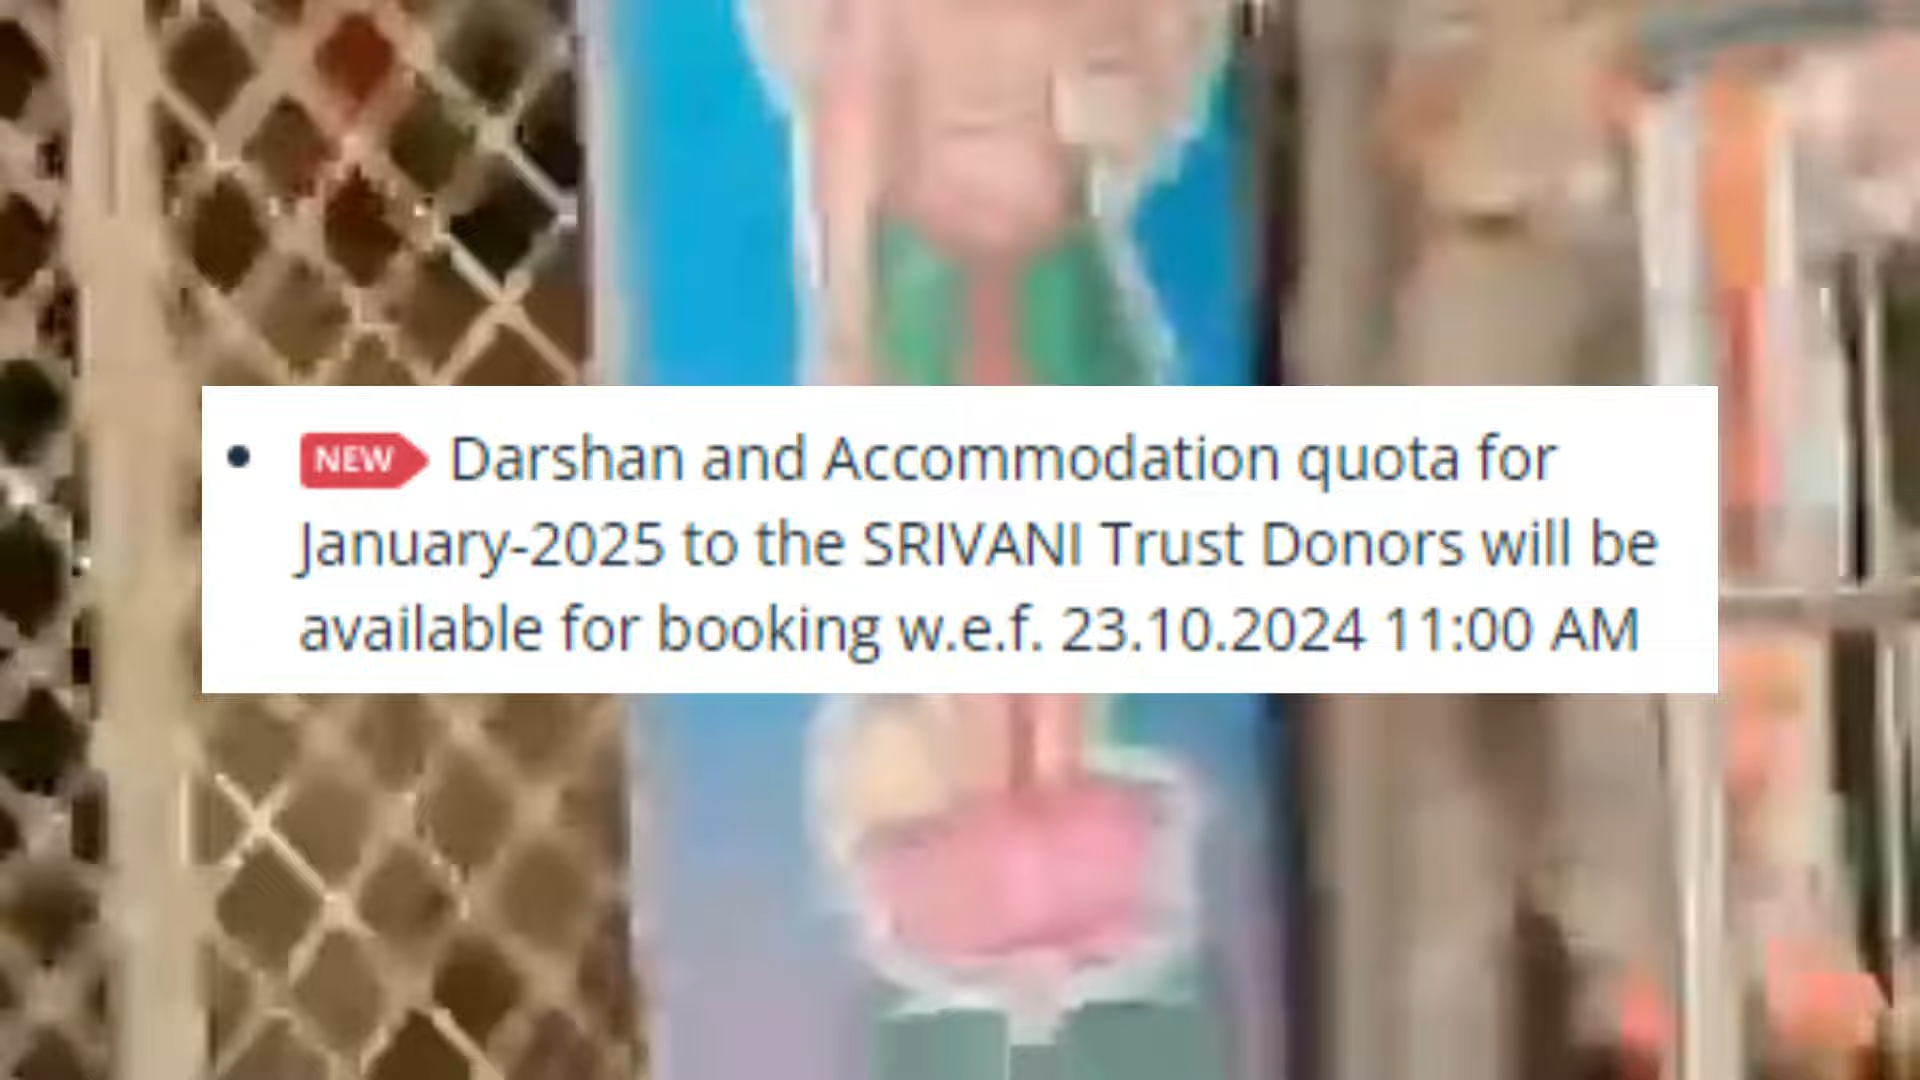 • NEW Darshan and Accommodation quota for
January-2025 to the SRIVANI Trust Donors will be
available for booking w.e.f. 23.10.2024 11:00 AM